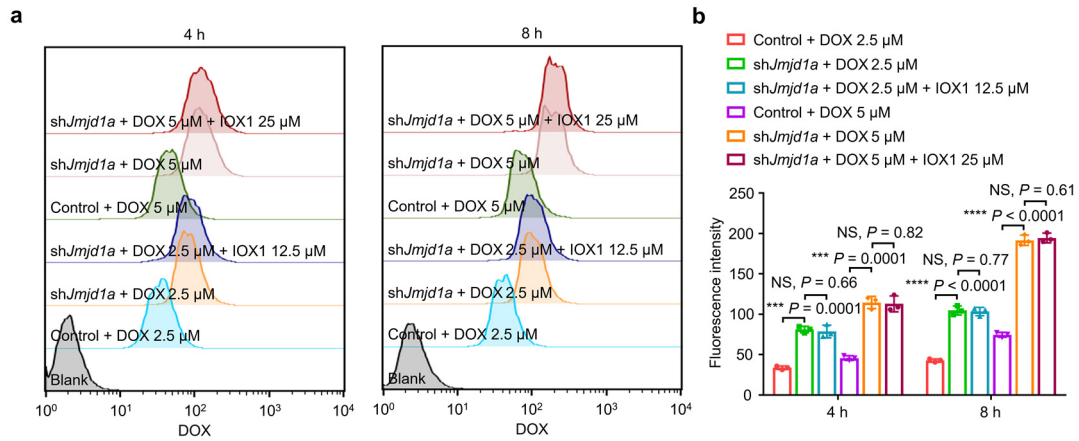 a
4 h
shJmjd1a + DOX 5 µM + IOX1 25 µM
shJmjd1a + DOX 5 µM
Control + DOX 5 µM
shJmjd1a + DOX 2.5 µM + IOX1 12.5 µM
shJmjd1a + DOX 2.5 µM
Control + DOX 2.5 µM
Blank
10⁰ 10¹ 10² 10³ 10⁴
DOX
8 h
shJmjd1a + DOX 5 µM + IOX1 25 µM
shJmjd1a + DOX 5 µM
Control + DOX 5 µM
shJmjd1a + DOX 2.5 µM + IOX1 12.5 µM
shJmjd1a + DOX 2.5 µM
Control + DOX 2.5 µM
Blank
10⁰ 10¹ 10² 10³ 10⁴
DOX
b
Control + DOX 2.5 µM
shJmjd1a + DOX 2.5 µM
shJmjd1a + DOX 2.5 µM + IOX1 12.5 µM
Control + DOX 5 µM
shJmjd1a + DOX 5 µM
shJmjd1a + DOX 5 µM + IOX1 25 µM
Fluorescence intensity
250
200
150
100
50
0
*** P = 0.0001
NS, P = 0.66
*** P = 0.0001
NS, P = 0.82
**** P < 0.0001
NS, P = 0.77
**** P < 0.0001
NS, P = 0.61
4 h 8 h